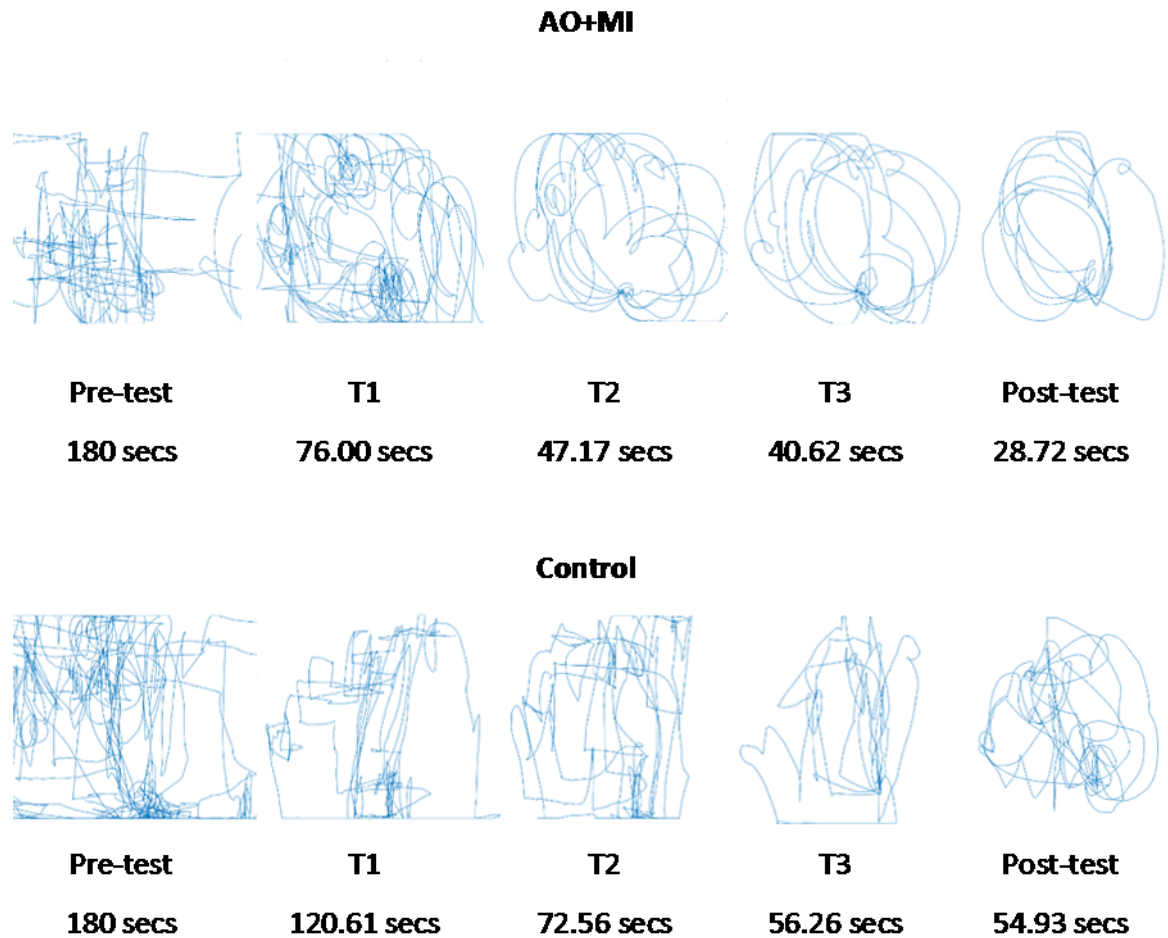 AO+MI
Pre-test T1 T2 T3 Post-test
180 secs 76.00 secs 47.17 secs 40.62 secs 28.72 secs
Control
Pre-test T1 T2 T3 Post-test
180 secs 120.61 secs 72.56 secs 56.26 secs 54.93 secs